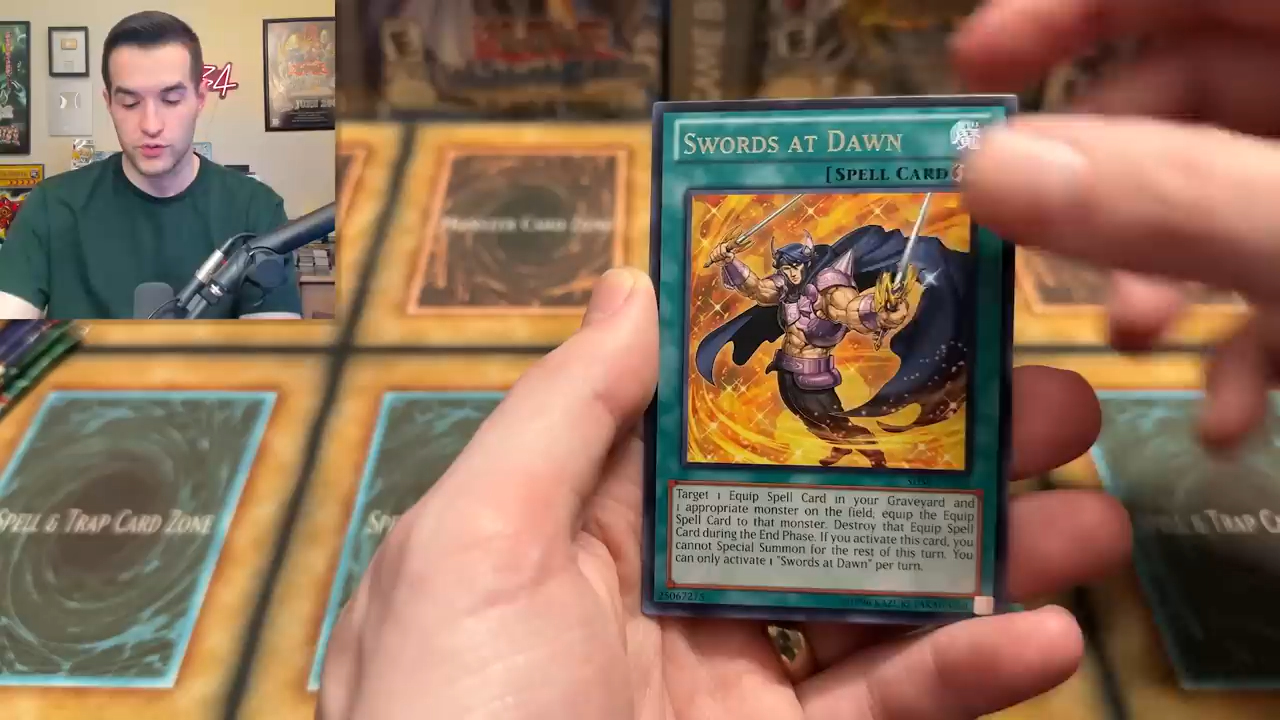 34
Swords at Dawn
[Spell Card
Monster Card Zone
Target 1 Equip Spell Card in your Graveyard and
1 appropriate monster on the field; equip the Equip
Spell Card to that monster. Destroy that Equip Spell
Card during the End Phase. If you activate this card, you
cannot Special Summon for the rest of this turn. You
can only activate 1 "Swords at Dawn" per turn.
25067275
Spell & Trap Card Zone